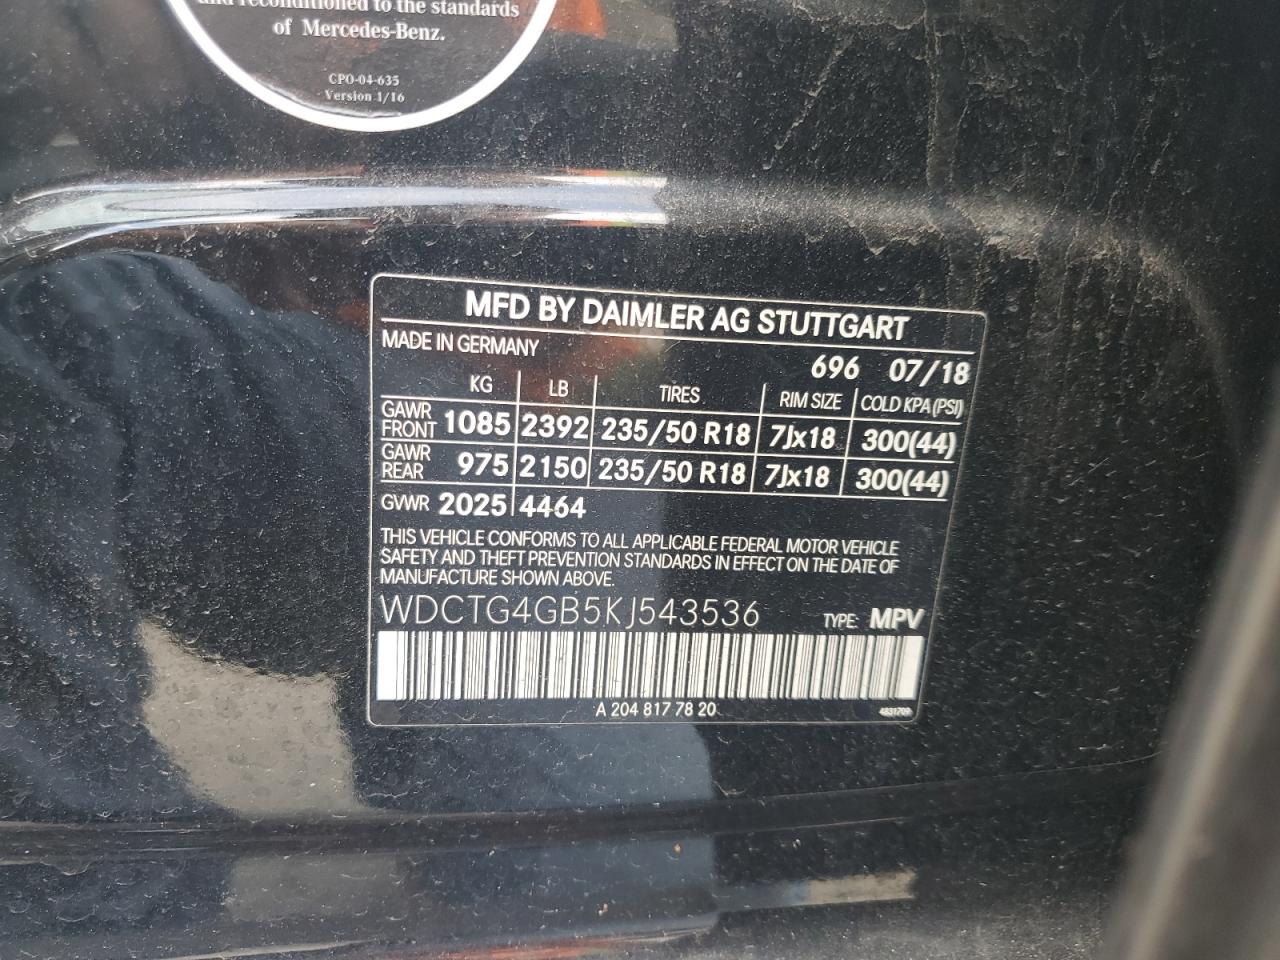 and reconditioned to the standards
of Mercedes-Benz.
CPO-04-635
Version 1/16
MFD BY DAIMLER AG STUTTGART
MADE IN GERMANY
696 07/18
KG LB TIRES RIM SIZE COLD KPA (PSI)
GAWR FRONT 1085 2392 235/50 R18 7Jx18 300(44)
GAWR REAR 975 2150 235/50 R18 7Jx18 300(44)
GVWR 2025 4464
THIS VEHICLE CONFORMS TO ALL APPLICABLE FEDERAL MOTOR VEHICLE
SAFETY AND THEFT PREVENTION STANDARDS IN EFFECT ON THE DATE OF
MANUFACTURE SHOWN ABOVE.
WDCTG4GB5KJ543536 TYPE: MPV
A 204 817 78 20 4831709